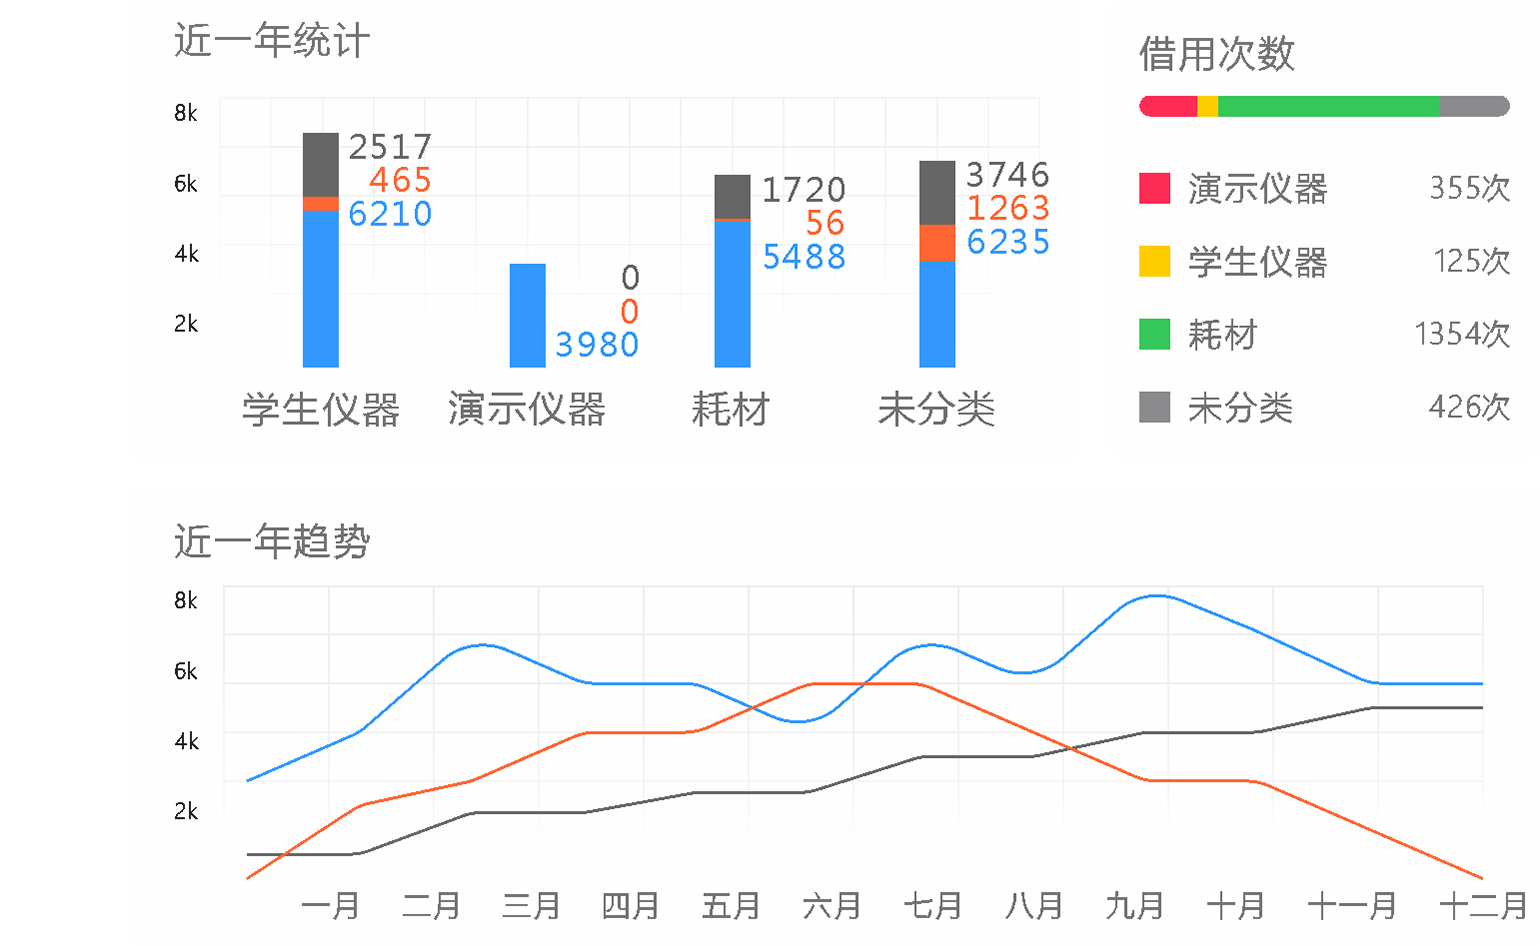 近一年统计
8k
6k
4k
2k
2517
465
6210
0
0
3980
1720
56
5488
3746
1263
6235
学生仪器 演示仪器 耗材 未分类
借用次数
演示仪器 355次
学生仪器 125次
耗材 1354次
未分类 426次
近一年趋势
8k
6k
4k
2k
一月 二月 三月 四月 五月 六月 七月 八月 九月 十月 十一月 十二月